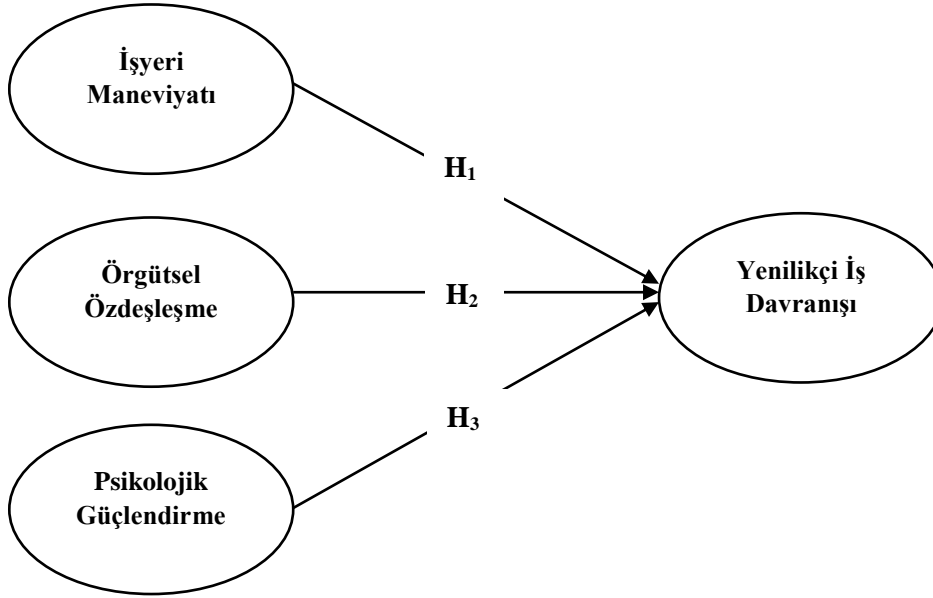 İşyeri
Maneviyatı
H₁
Örgütsel
Özdeşleşme
H₂
Yenilikçi İş
Davranışı
H₃
Psikolojik
Güçlendirme